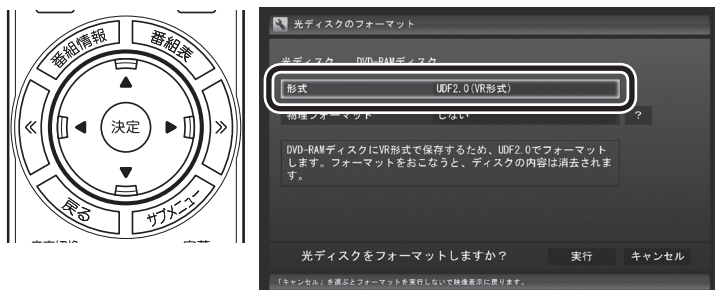 番組情報
番組表
決定
戻る
サブメニュー
光ディスクのフォーマット
光ディスク DVD-RAMディスク
形式 UDF2.0(VR形式)
物理フォーマット しない ?
DVD-RAMディスクにVR形式で保存するため、UDF2.0でフォーマット
します。フォーマットをおこなうと、ディスクの内容は消去されま
す。
光ディスクをフォーマットしますか? 実行 キャンセル
「キャンセル」を選ぶとフォーマットを実行しないで映像表示に戻ります。